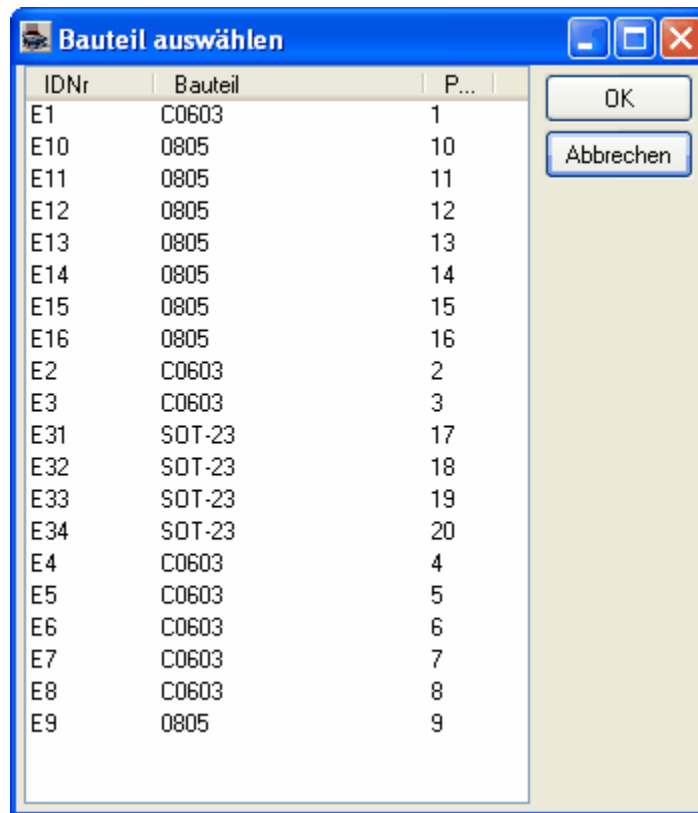 Bauteil auswählen
IDNr Bauteil P...
E1 C0603 1
E10 0805 10
E11 0805 11
E12 0805 12
E13 0805 13
E14 0805 14
E15 0805 15
E16 0805 16
E2 C0603 2
E3 C0603 3
E31 SOT-23 17
E32 SOT-23 18
E33 SOT-23 19
E34 SOT-23 20
E4 C0603 4
E5 C0603 5
E6 C0603 6
E7 C0603 7
E8 C0603 8
E9 0805 9
OK
Abbrechen